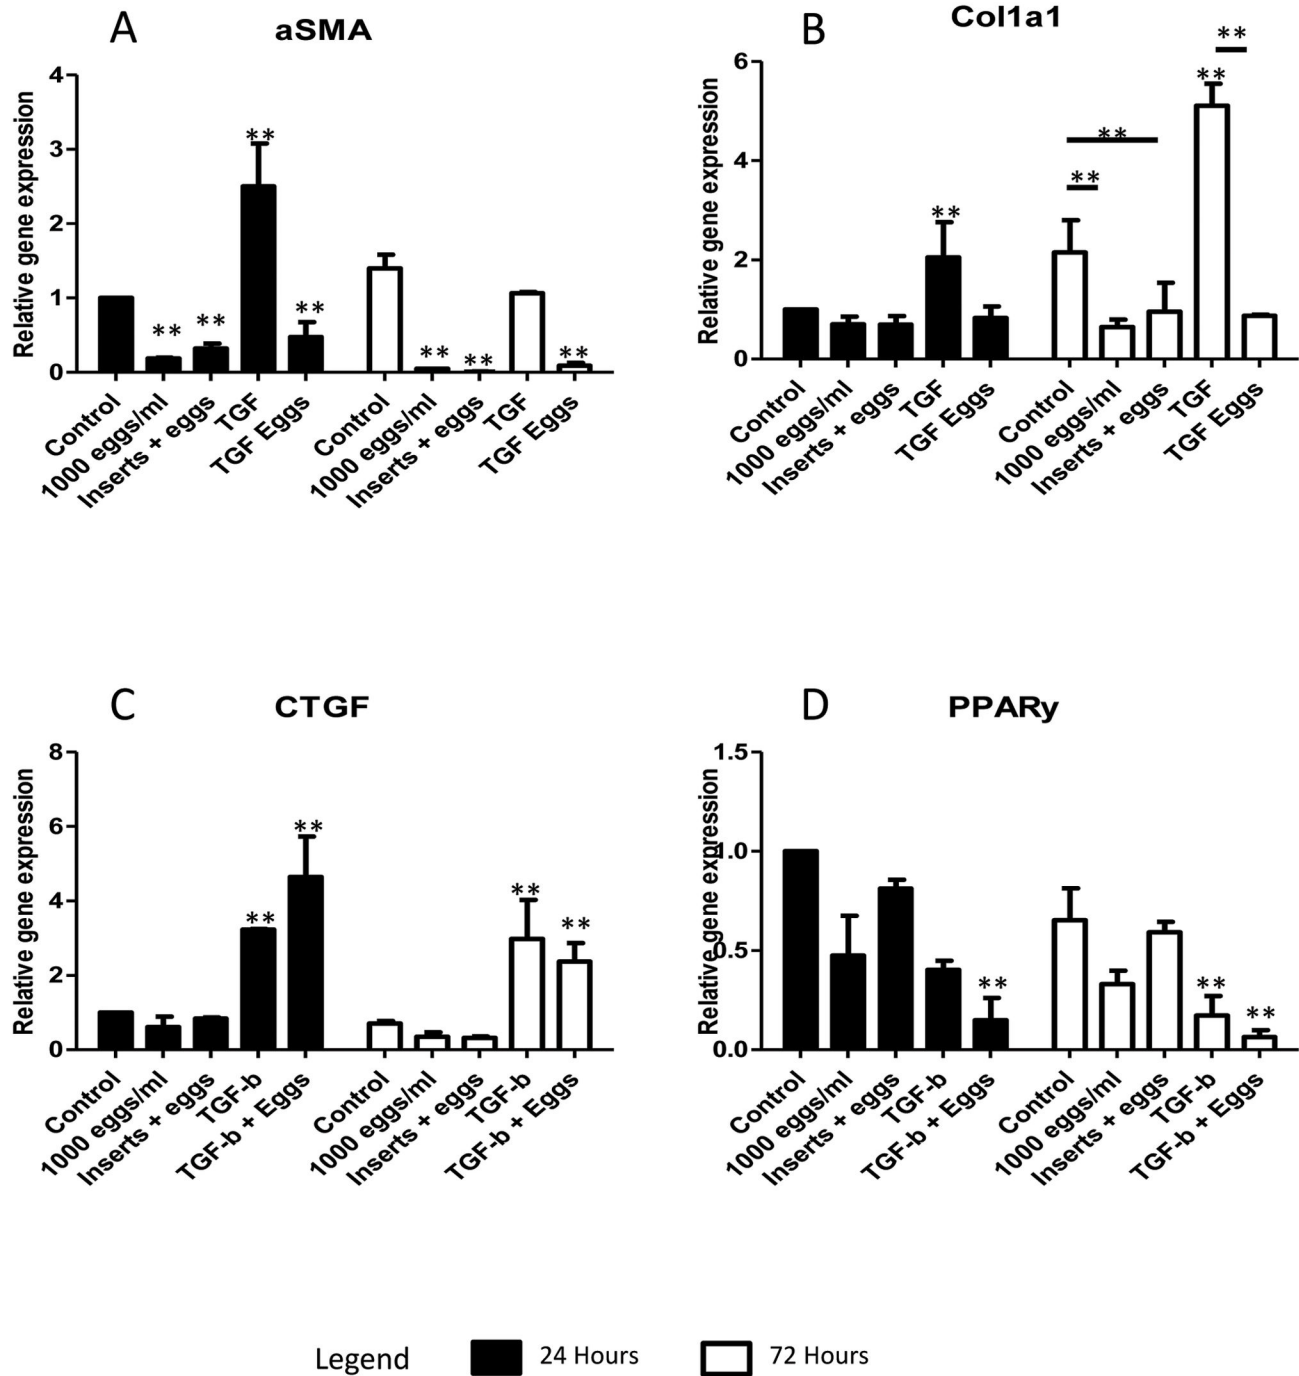 A
aSMA
Relative gene expression
4
3
2
1
0
**
**
**
**
**
**
**
Control
1000 eggs/ml
Inserts + eggs
TGF
TGF Eggs
Control
1000 eggs/ml
Inserts + eggs
TGF
TGF Eggs
B
Col1a1
Relative gene expression
6
4
2
0
**
**
**
**
**
Control
1000 eggs/ml
Inserts + eggs
TGF
TGF Eggs
Control
1000 eggs/ml
Inserts + eggs
TGF
TGF Eggs
C
CTGF
Relative gene expression
8
6
4
2
0
**
**
**
**
Control
1000 eggs/ml
Inserts + eggs
TGF-b
TGF-b + Eggs
Control
1000 eggs/ml
Inserts + eggs
TGF-b
TGF-b + Eggs
D
PPARy
Relative gene expression
1.5
1.0
0.5
0.0
**
**
**
Control
1000 eggs/ml
Inserts + eggs
TGF-b
TGF-b + Eggs
Control
1000 eggs/ml
Inserts + eggs
TGF-b
TGF-b + Eggs
Legend
24 Hours
72 Hours